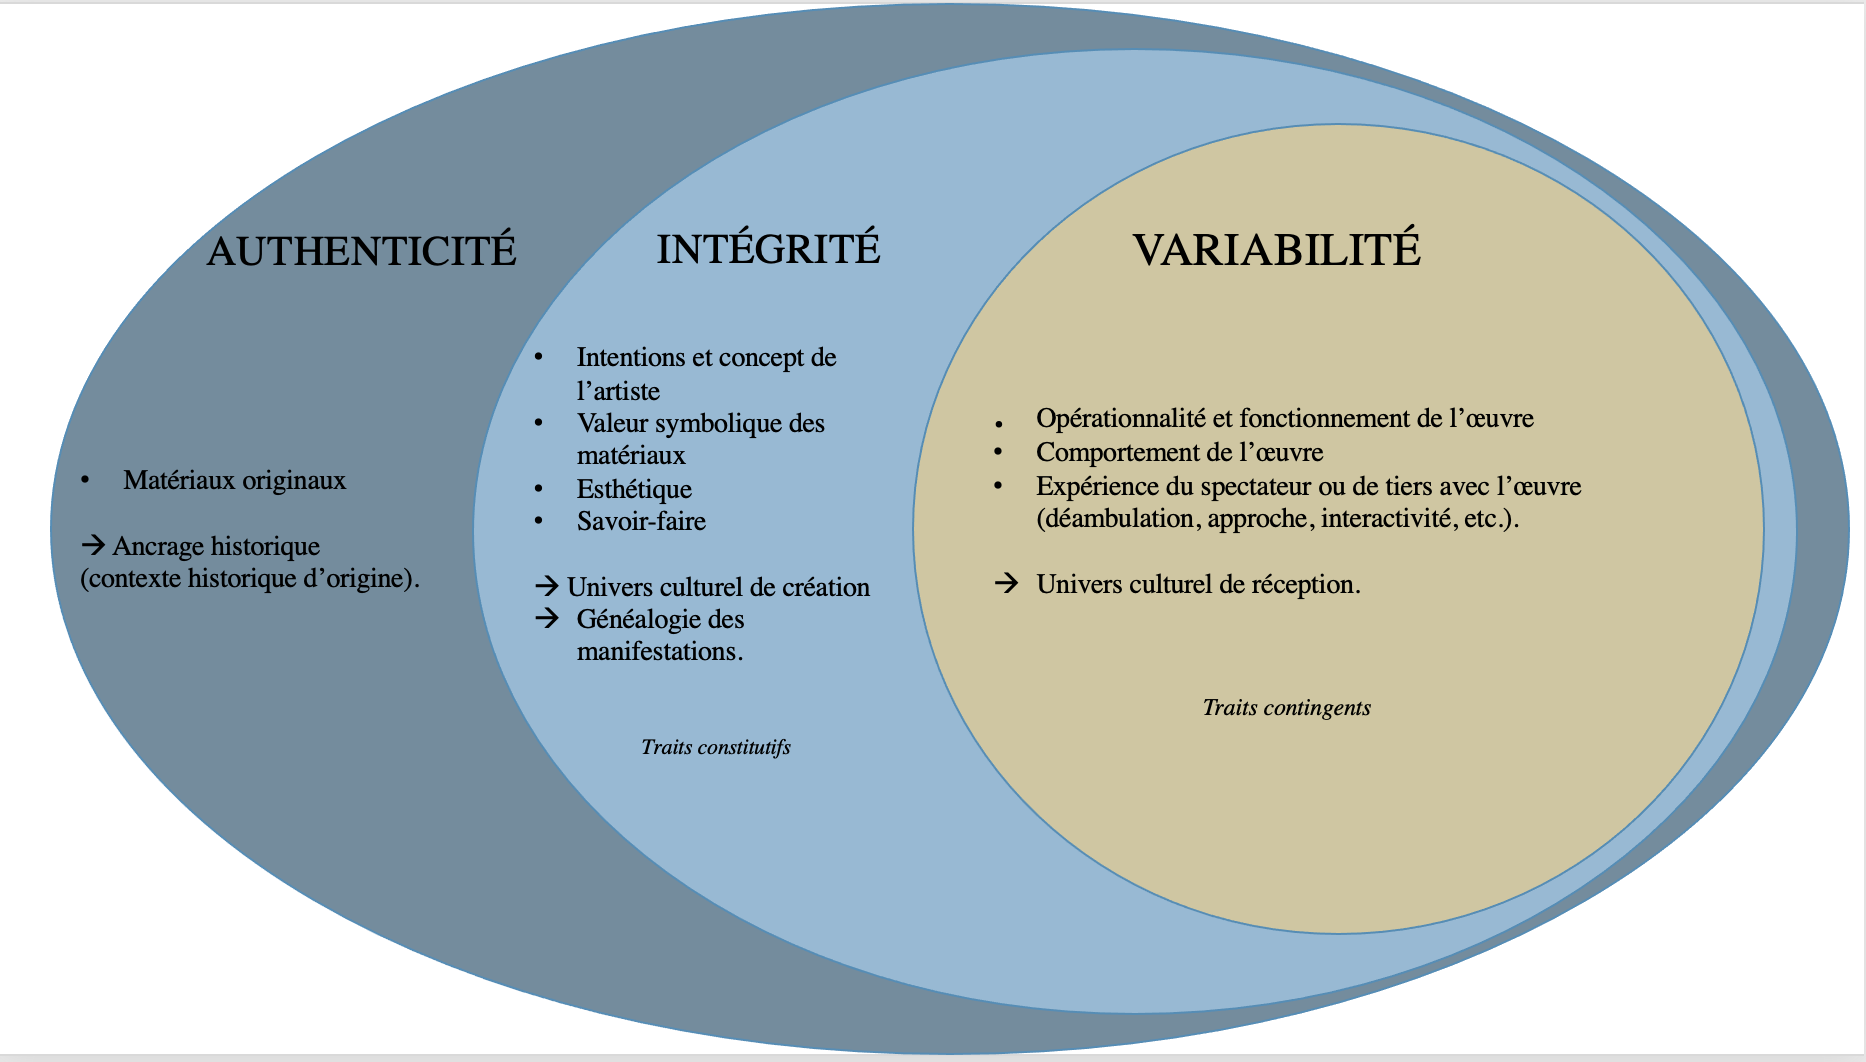 AUTHENTICITÉ
• Matériaux originaux
→ Ancrage historique
(contexte historique d’origine).
INTÉGRITÉ
• Intentions et concept de
l’artiste
• Valeur symbolique des
matériaux
• Esthétique
• Savoir-faire
→ Univers culturel de création
→ Généalogie des
manifestations.
Traits constitutifs
VARIABILITÉ
• Opérationnalité et fonctionnement de l’œuvre
• Comportement de l’œuvre
• Expérience du spectateur ou de tiers avec l’œuvre
(déambulation, approche, interactivité, etc.).
→ Univers culturel de réception.
Traits contingents